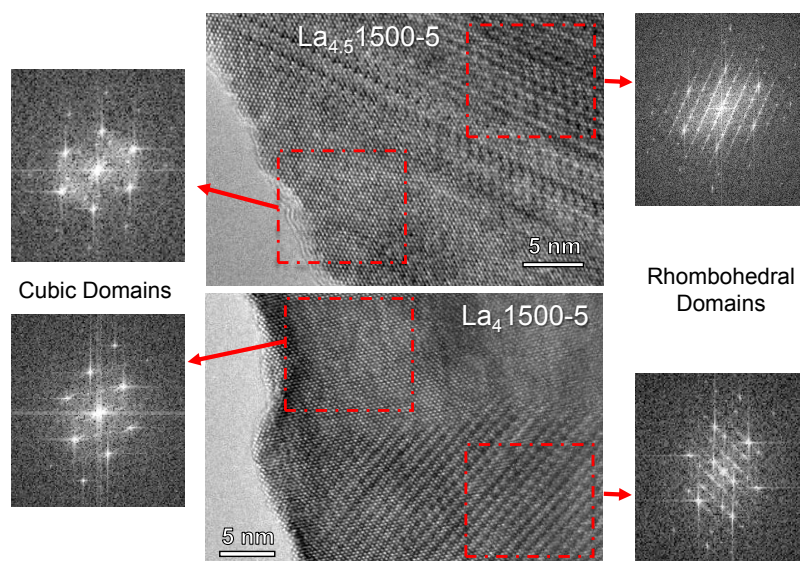 La4.51500-5
5 nm
Cubic Domains
Rhombohedral
Domains
La41500-5
5 nm